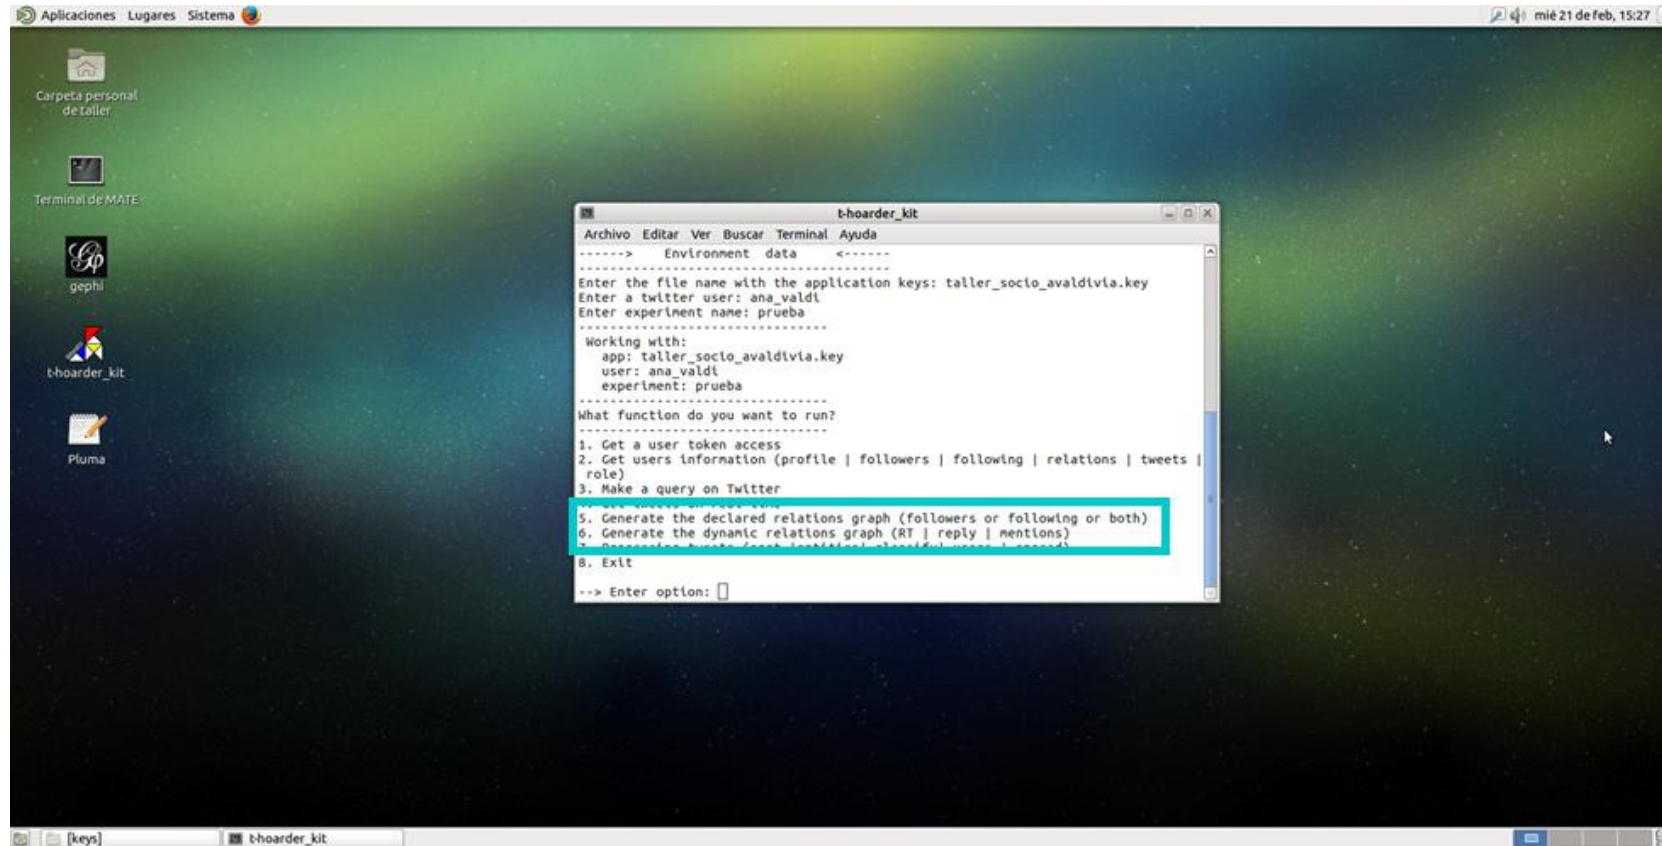 Aplicaciones Lugares Sistema
mié 21 de feb, 15:27
Carpeta personal
de taller
Terminal de MATE
gephi
t-hoarder_kit
Pluma
t-hoarder_kit
Archivo Editar Ver Buscar Terminal Ayuda
------> Environment data <------
----------------------------------------
Enter the file name with the application keys: taller_socio_avaldivia.key
Enter a twitter user: ana_valdi
Enter experiment name: prueba
--------------------------------
Working with:
app: taller_socio_avaldivia.key
user: ana_valdi
experiment: prueba
--------------------------------
What function do you want to run?
--------------------------------
1. Get a user token access
2. Get users information (profile | followers | following | relations | tweets |
role)
3. Make a query on Twitter
5. Generate the declared relations graph (followers or following or both)
6. Generate the dynamic relations graph (RT | reply | mentions)
8. Exit
--> Enter option:
[keys]
t-hoarder_kit